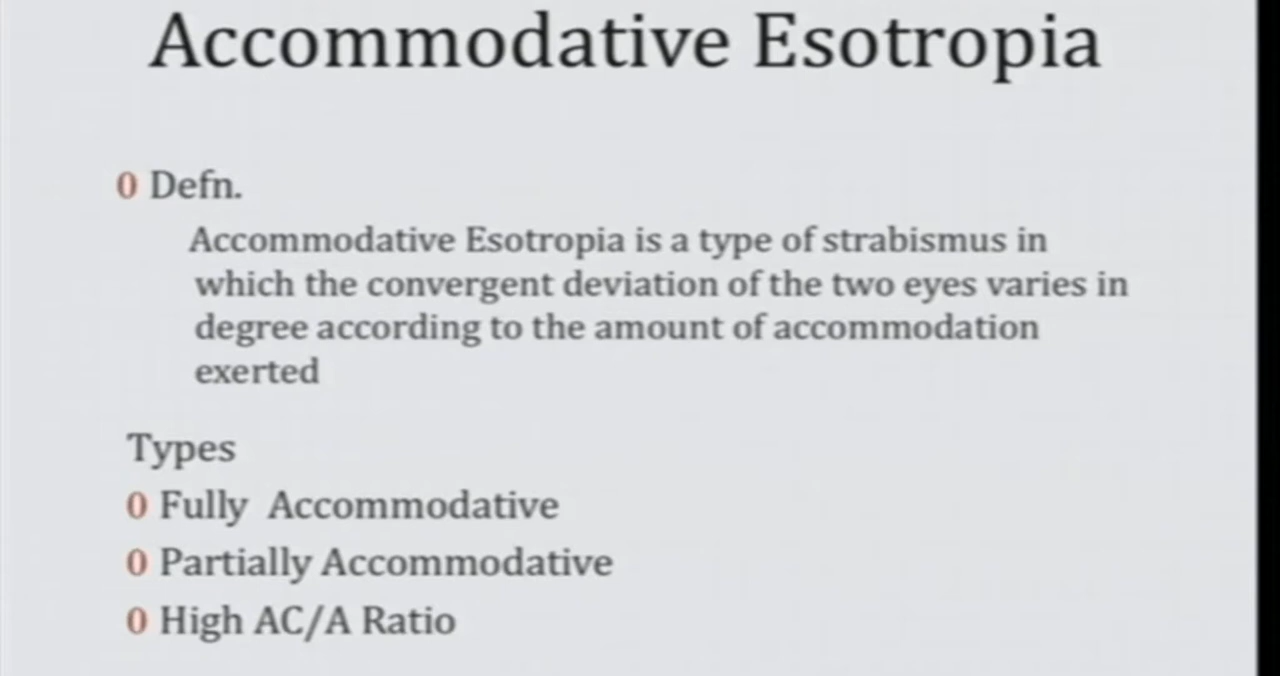 Accommodative Esotropia
0 Defn.
Accommodative Esotropia is a type of strabismus in
which the convergent deviation of the two eyes varies in
degree according to the amount of accommodation
exerted
Types
0 Fully Accommodative
0 Partially Accommodative
0 High AC/A Ratio